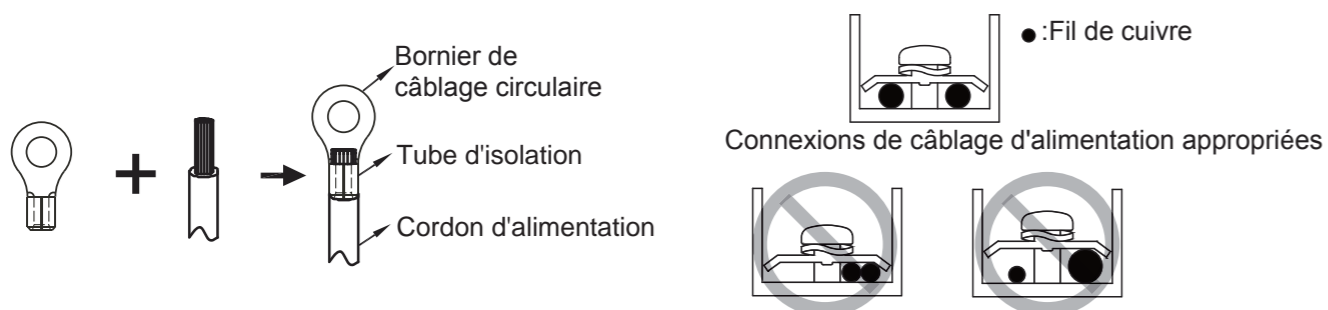 Bornier de
câblage circulaire
Tube d'isolation
Cordon d'alimentation
:Fil de cuivre
Connexions de câblage d'alimentation appropriées